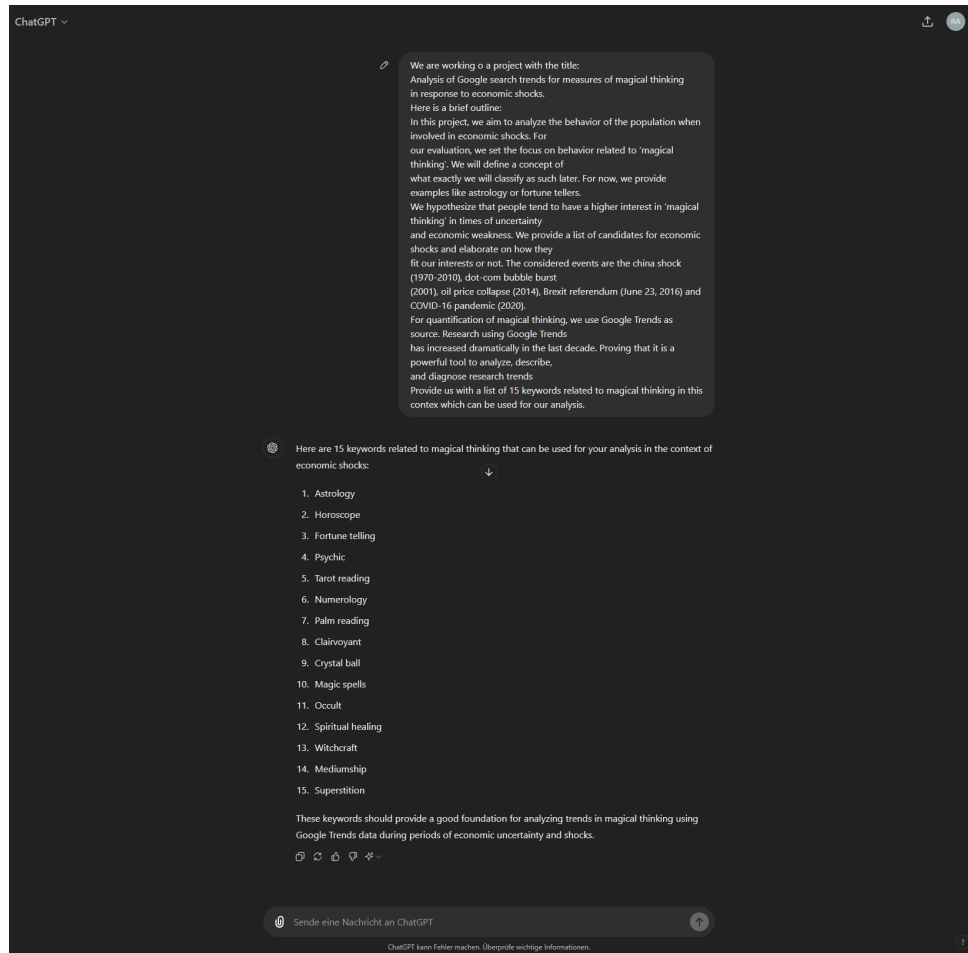 ChatGPT
RA
We are working o a project with the title:
Analysis of Google search trends for measures of magical thinking
in response to economic shocks.
Here is a brief outline:
In this project, we aim to analyze the behavior of the population when
involved in economic shocks. For
our evaluation, we set the focus on behavior related to 'magical
thinking'. We will define a concept of
what exactly we will classify as such later. For now, we provide
examples like astrology or fortune tellers.
We hypothesize that people tend to have a higher interest in 'magical
thinking' in times of uncertainty
and economic weakness. We provide a list of candidates for economic
shocks and elaborate on how they
fit our interests or not. The considered events are the china shock
(1970-2010), dot-com bubble burst
(2001), oil price collapse (2014), Brexit referendum (June 23, 2016) and
COVID-16 pandemic (2020).
For quantification of magical thinking, we use Google Trends as
source. Research using Google Trends
has increased dramatically in the last decade. Proving that it is a
powerful tool to analyze, describe,
and diagnose research trends
Provide us with a list of 15 keywords related to magical thinking in this
contex which can be used for our analysis.
Here are 15 keywords related to magical thinking that can be used for your analysis in the context of
economic shocks:
1. Astrology
2. Horoscope
3. Fortune telling
4. Psychic
5. Tarot reading
6. Numerology
7. Palm reading
8. Clairvoyant
9. Crystal ball
10. Magic spells
11. Occult
12. Spiritual healing
13. Witchcraft
14. Mediumship
15. Superstition
These keywords should provide a good foundation for analyzing trends in magical thinking using
Google Trends data during periods of economic uncertainty and shocks.
Sende eine Nachricht an ChatGPT
ChatGPT kann Fehler machen. Überprüfe wichtige Informationen.
?